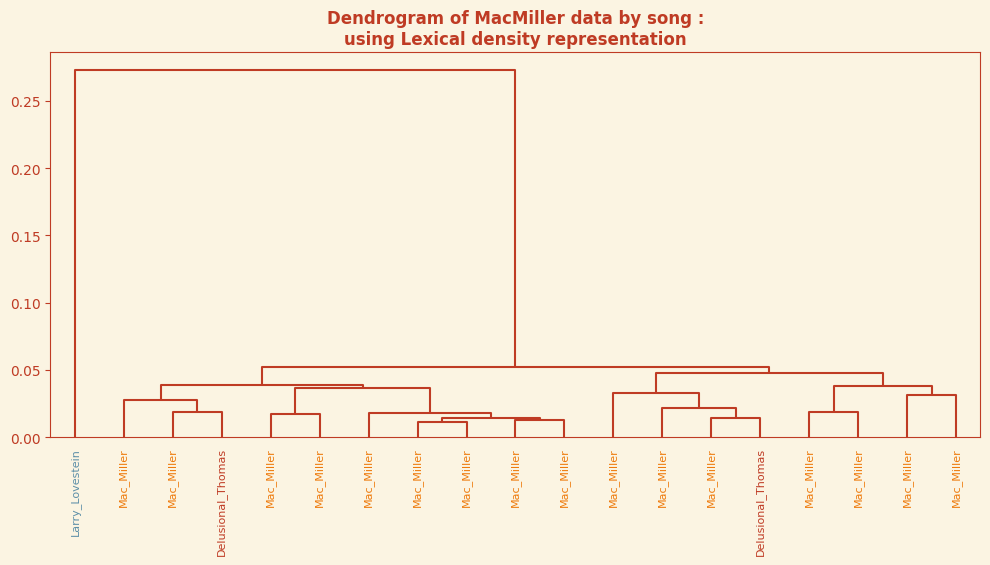 Dendrogram of MacMiller data by song :
using Lexical density representation
0.25
0.20
0.15
0.10
0.05
0.00
Larry_Lovestein
Mac_Miller
Mac_Miller
Delusional_Thomas
Mac_Miller
Mac_Miller
Mac_Miller
Mac_Miller
Mac_Miller
Mac_Miller
Mac_Miller
Mac_Miller
Mac_Miller
Mac_Miller
Delusional_Thomas
Mac_Miller
Mac_Miller
Mac_Miller
Mac_Miller